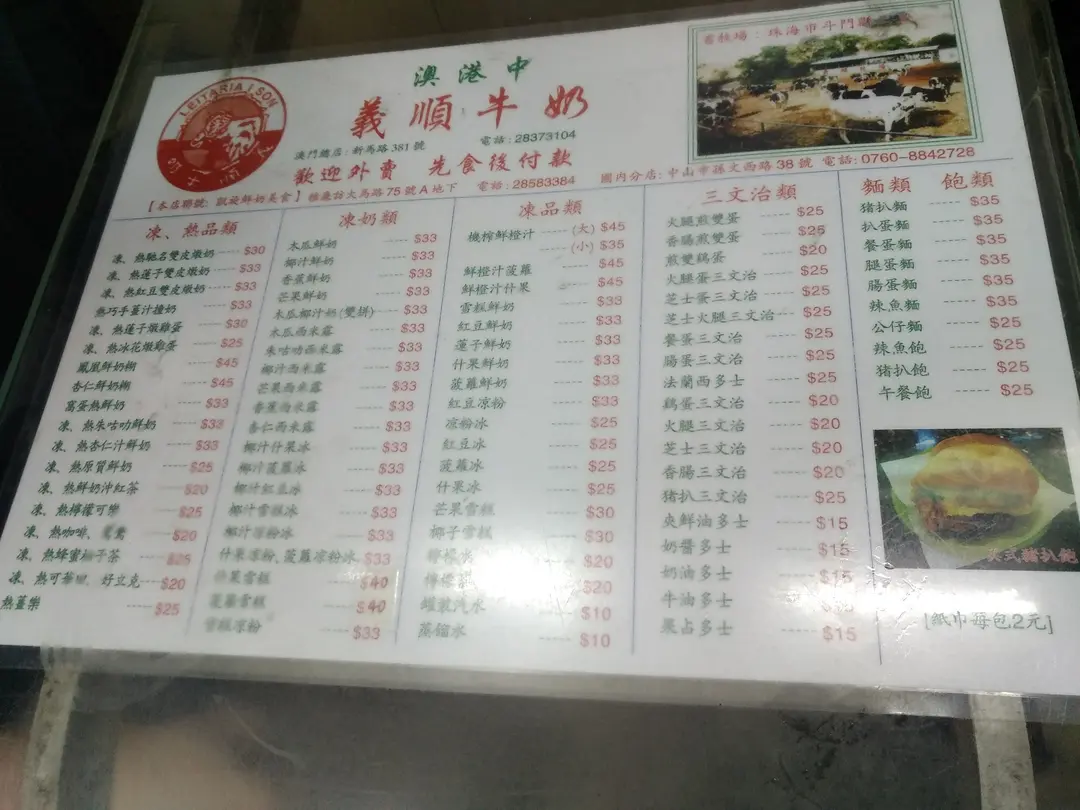 LEITARIA I SON
澳港中
義順牛奶
澳門總店:新馬路381號 電話:28373104
歡迎外賣 先食後付款
【本店聯號:凱旋鮮奶美食】雅廉訪大馬路75號A地下 電話:28583384 國內分店:中山市孫文西路38號 電話:0760-8842728
畜牧場:珠海市斗門
凍、熱品類
凍、熱馳名雙皮燉奶 $30
凍、熱蓮子雙皮燉奶 $33
凍、熱紅豆雙皮燉奶 $33
熱巧手薑汁撞奶 $33
凍、熱蓮子燉雞蛋 $30
凍、熱冰花燉雞蛋 $25
鳳凰鮮奶糊 $45
杏仁鮮奶糊 $45
窩蛋熱鮮奶 $33
凍、熱朱咕叻鮮奶 $33
凍、熱杏仁汁鮮奶 $33
凍、熱原質鮮奶 $25
凍、熱鮮奶沖紅茶 $20
凍、熱檸檬可樂 $25
凍、熱咖啡、鴛鴦 $20
凍、熱蜂蜜柚子茶 $25
凍、熱可華田、好立克 $20
熱薑樂 $25
凍奶類
木瓜鮮奶 $33
椰汁鮮奶 $33
香蕉鮮奶 $33
芒果鮮奶 $33
木瓜椰汁奶(雙拼) $33
木瓜西米露 $33
朱咕叻西米露 $33
椰汁西米露 $33
芒果西米露 $33
香蕉西米露 $33
杏仁西米露 $33
椰汁什果冰 $33
椰汁菠蘿冰 $33
椰汁紅豆冰 $33
椰汁雪糕冰 $33
椰汁涼粉冰 $33
什果涼粉、菠蘿涼粉冰 $33
什果雪糕 $40
菠蘿雪糕 $40
雪糕涼粉 $33
凍品類
機榨鮮橙汁 (大) $45
(小) $35
鮮橙汁菠蘿 $45
鮮橙汁什果 $45
雪糕鮮奶 $33
紅豆鮮奶 $33
蓮子鮮奶 $33
什果鮮奶 $33
菠蘿鮮奶 $33
紅豆涼粉 $33
涼粉冰 $25
紅豆冰 $25
菠蘿冰 $25
什果冰 $25
芒果雪糕 $30
椰子雪糕 $30
檸檬水 $20
檸檬 $20
罐裝汽水 $10
蒸餾水 $10
三文治類
火腿煎雙蛋 $25
香腸煎雙蛋 $25
煎雙鷄蛋 $20
火腿蛋三文治 $25
芝士蛋三文治 $25
芝士火腿三文治 $25
餐蛋三文治 $25
腸蛋三文治 $25
法蘭西多士 $25
鷄蛋三文治 $20
火腿三文治 $20
芝士三文治 $20
香腸三文治 $20
猪扒三文治 $25
央鮮油多士 $15
奶醬多士 $15
奶油多士 $15
牛油多士
果占多士 $15
麵類 飽類
猪扒麵 $35
扒蛋麵 $35
餐蛋麵 $35
腿蛋麵 $35
腸蛋麵 $35
辣魚麵 $35
公仔麵 $25
辣魚飽 $25
猪扒飽 $25
午餐飽 $25
式豬扒飽
[紙巾每包2元]